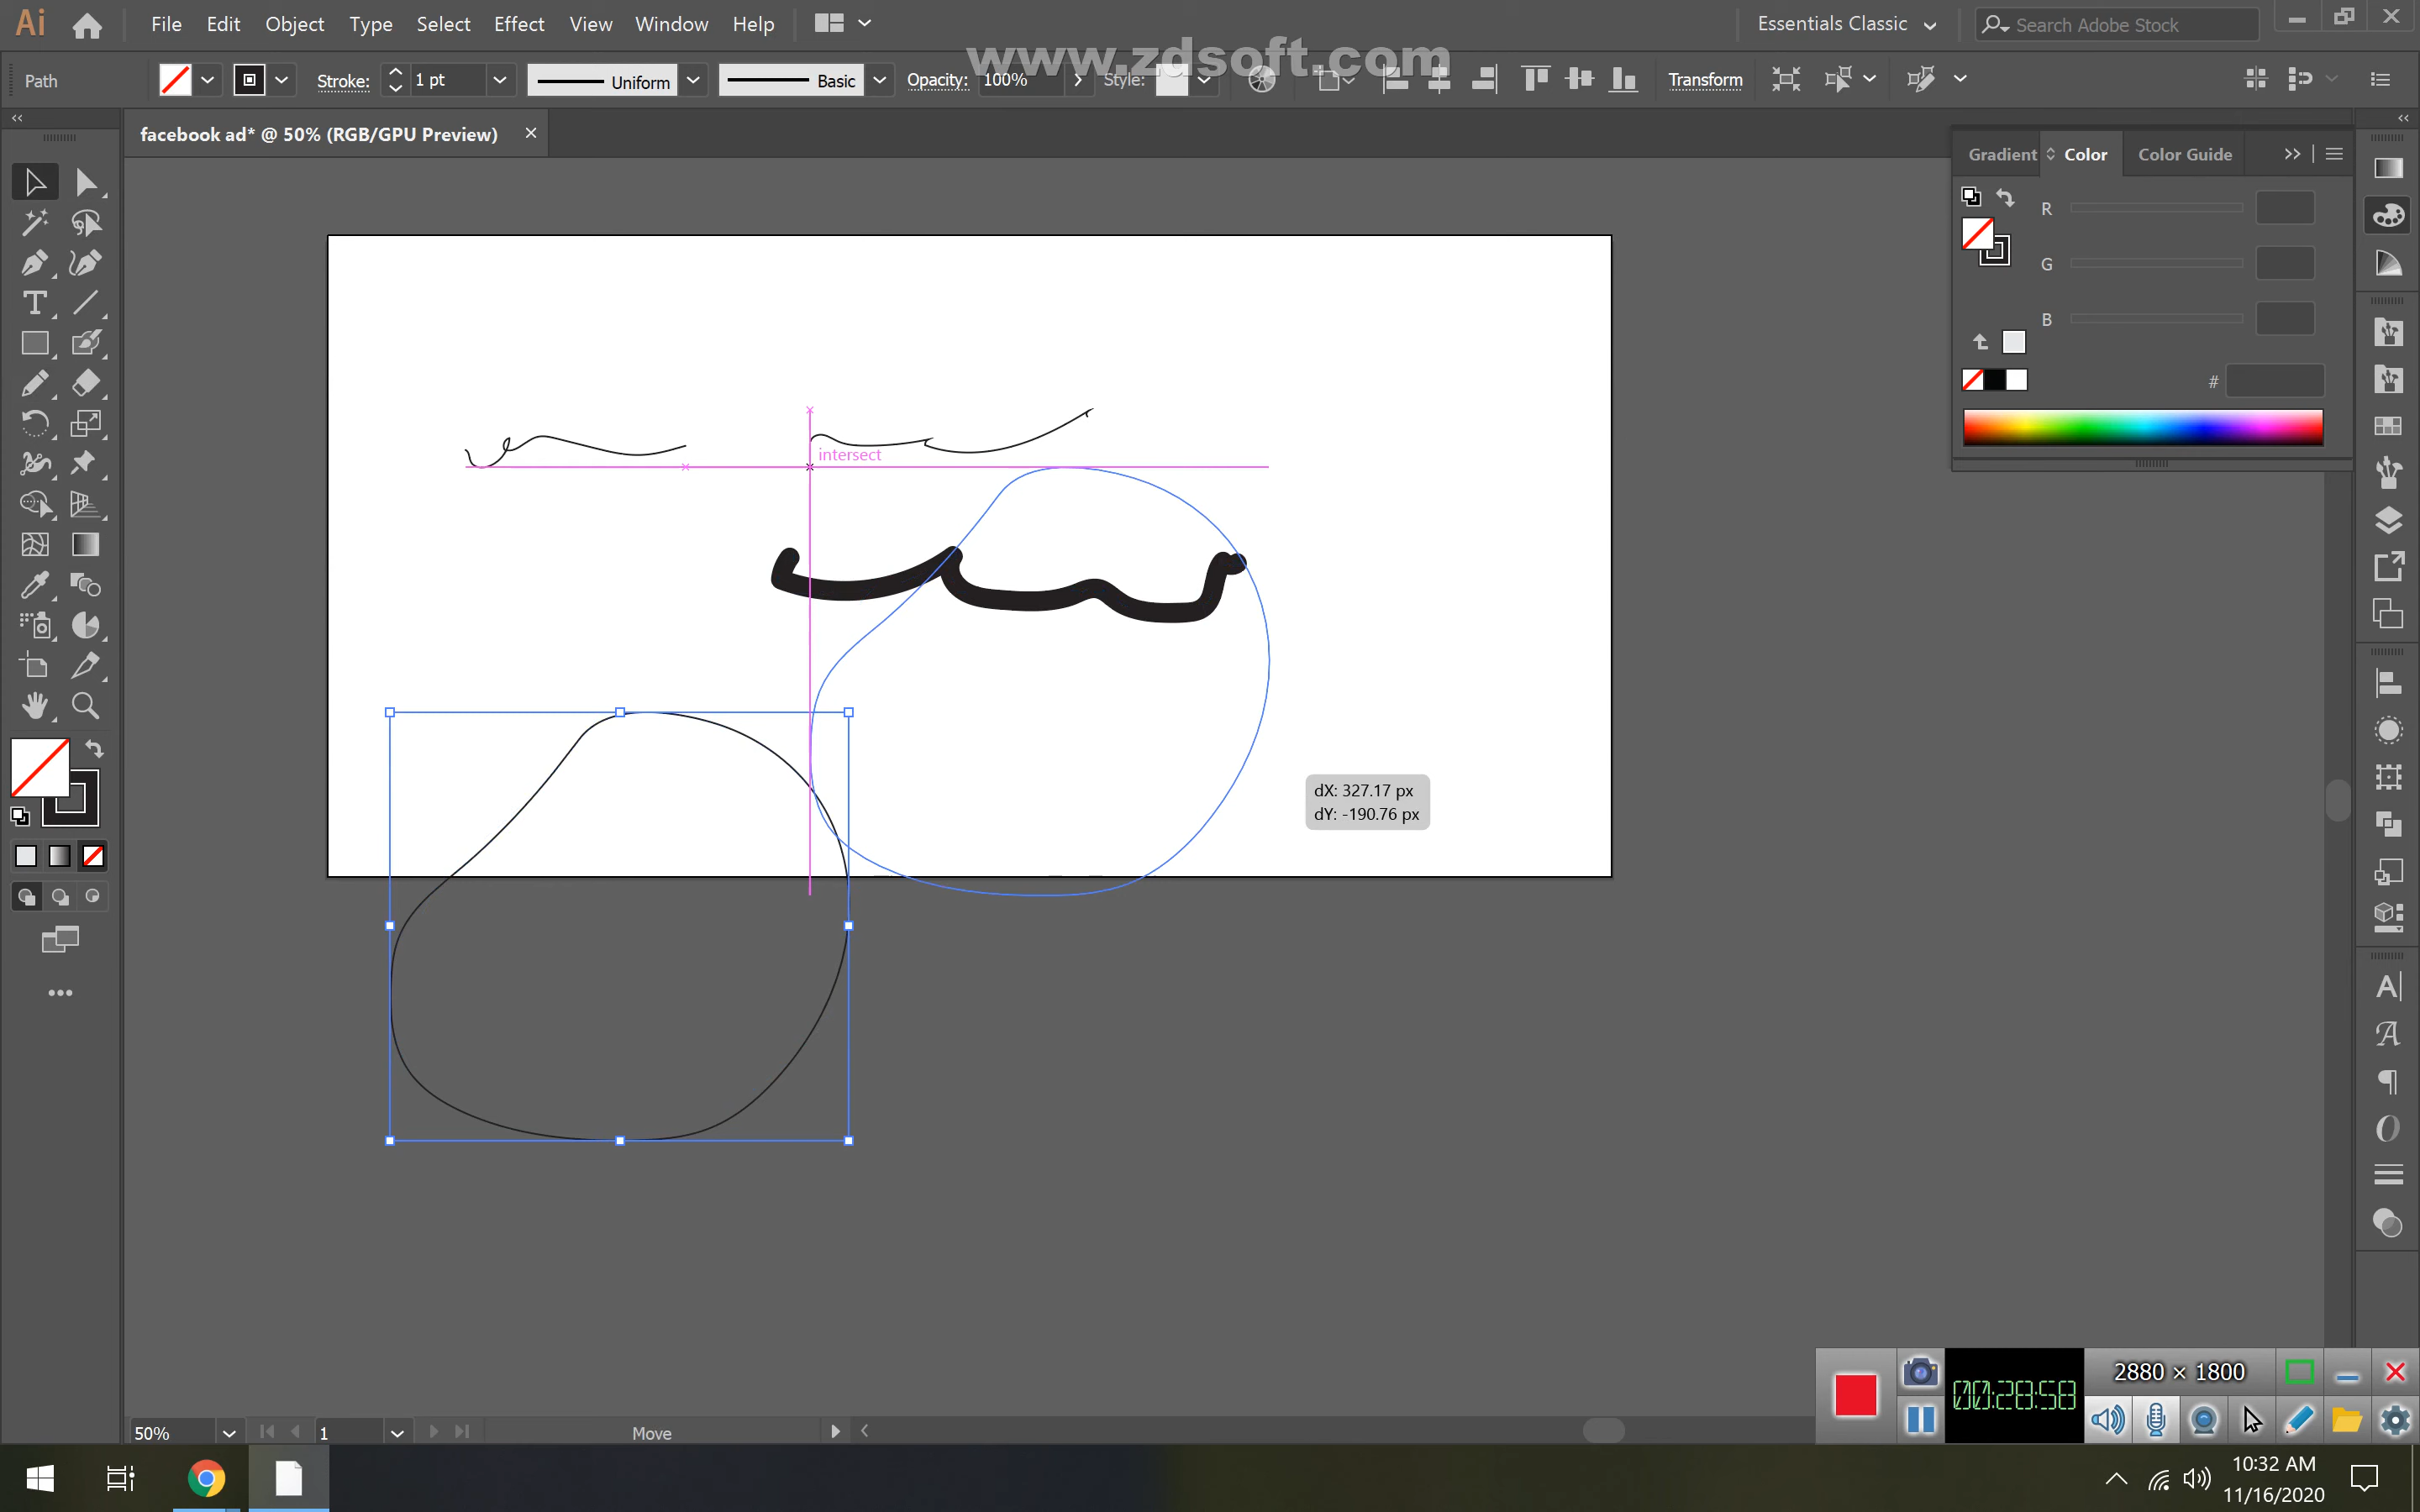 Ai File Edit Object Type Select Effect View Window Help Essentials Classic Search Adobe Stock
www.zdsoft.com
Path Stroke: 1 pt Uniform Basic Opacity: 100% Style: Transform
facebook ad* @ 50% (RGB/GPU Preview)
Gradient Color Color Guide
R
G
B
#
intersect
dX: 327.17 px
dY: -190.76 px
2880 × 1800
00:28:58
50% 1 Move
10:32 AM
11/16/2020